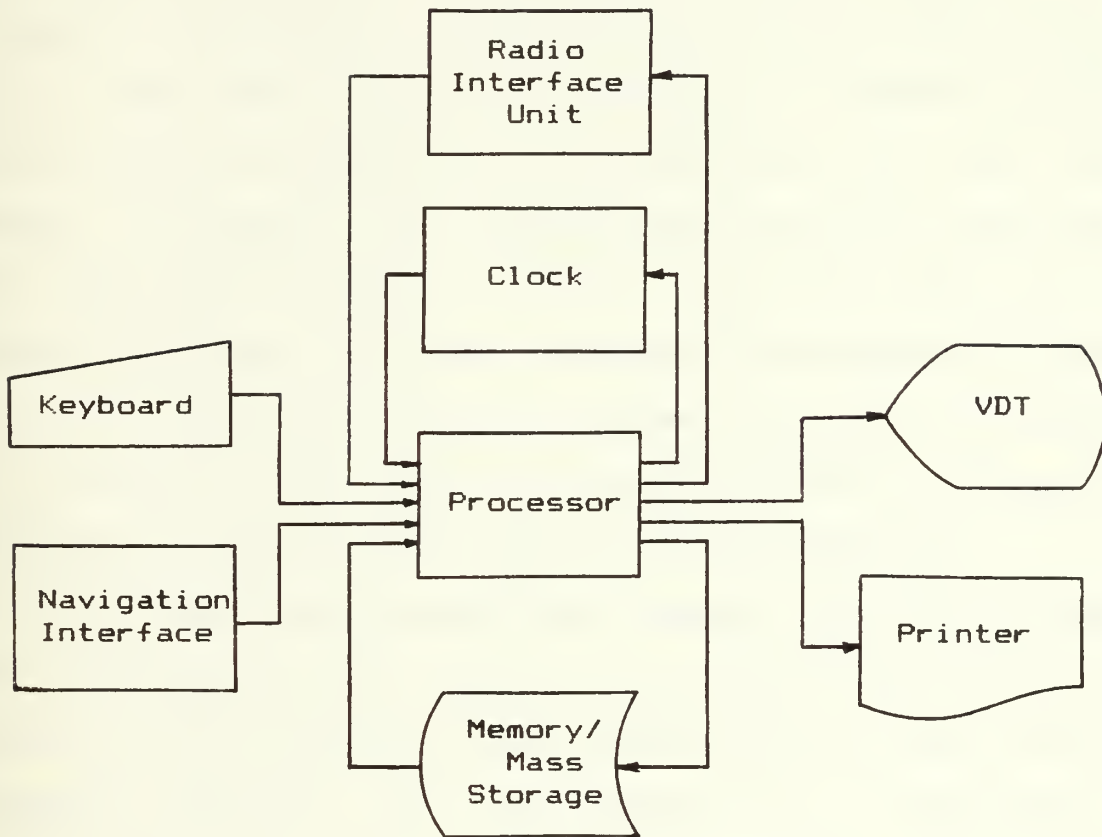 Radio
Interface
Unit
Clock
Keyboard
VDT
Processor
Navigation
Interface
Printer
Memory/
Mass
Storage